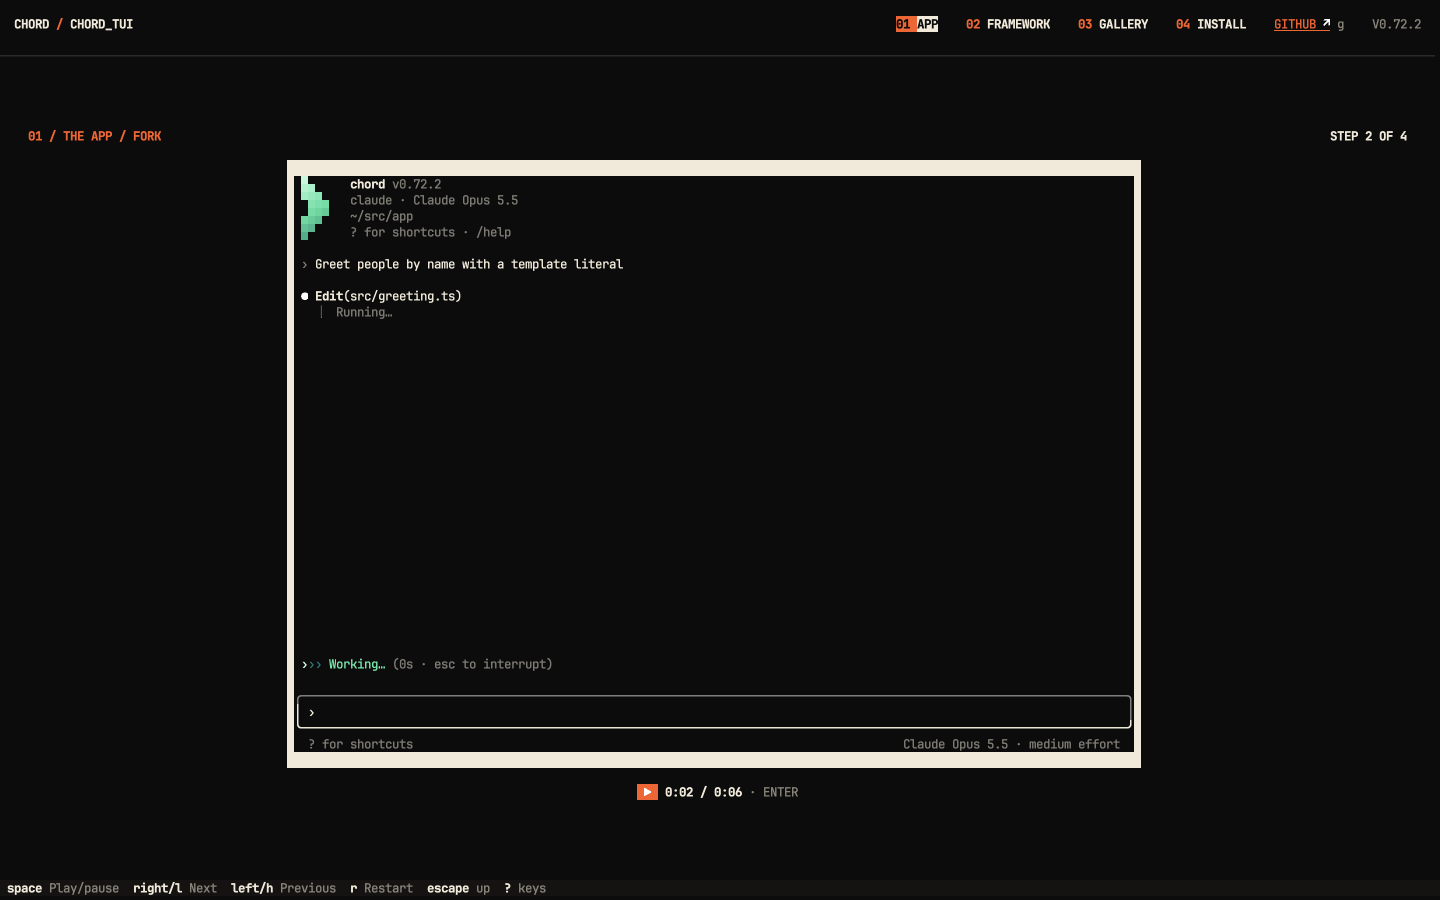 CHORD / CHORD_TUI
01 APP 02 FRAMEWORK 03 GALLERY 04 INSTALL GITHUB ↗ g V0.72.2
01 / THE APP / FORK
STEP 2 OF 4
chord v0.72.2
claude · Claude Opus 5.5
~/src/app
? for shortcuts · /help
› Greet people by name with a template literal
● Edit(src/greeting.ts)
│ Running…
››› Working… (0s · esc to interrupt)
›
? for shortcuts
Claude Opus 5.5 · medium effort
▶ 0:02 / 0:06 · ENTER
space Play/pause right/l Next left/h Previous r Restart escape up ? keys